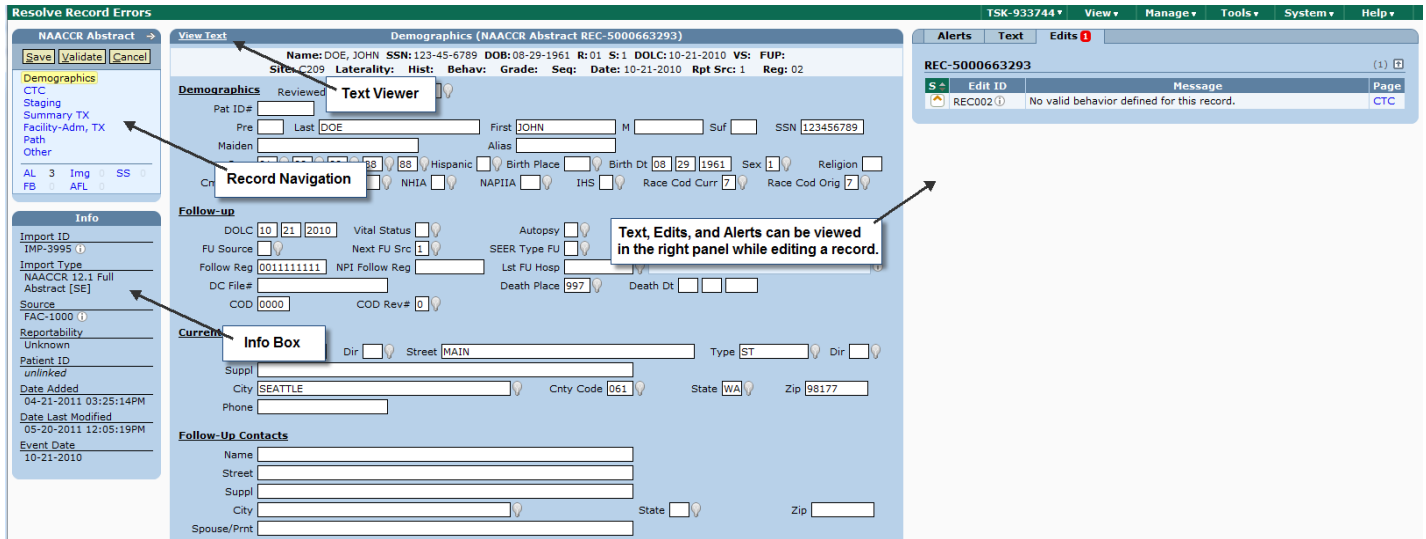 Resolve Record Errors TSK-933744 View Manage Tools System Help
NAACCR Abstract
Save Validate Cancel
Demographics
CTC
Staging
Summary TX
Facility-Adm, TX
Path
Other
AL 3 Img 0 SS 0
FB 0 AFL 0
Info
Import ID
IMP-3995
Import Type
NAACCR 12.1 Full
Abstract [SE]
Source
FAC-1000
Reportability
Unknown
Patient ID
unlinked
Date Added
04-21-2011 03:25:14PM
Date Last Modified
05-20-2011 12:05:19PM
Event Date
10-21-2010
View Text Demographics (NAACCR Abstract REC-5000663293)
Name: DOE, JOHN SSN: 123-45-6789 DOB: 08-29-1961 R: 01 S: 1 DOLC: 10-21-2010 VS: FUP:
Site: C209 Laterality: Hist: Behav: Grade: Seq: Date: 10-21-2010 Rpt Src: 1 Reg: 02
Demographics Reviewed
Text Viewer
Pat ID#
Pre Last DOE First JOHN M Suf SSN 123456789
Maiden Alias
88 88 Hispanic Birth Place Birth Dt 08 29 1961 Sex 1 Religion
NHIA NAPIIA IHS Race Cod Curr 7 Race Cod Orig 7
Record Navigation
Follow-up
DOLC 10 21 2010 Vital Status Autopsy
FU Source Next FU Src 1 SEER Type FU
Follow Reg 0011111111 NPI Follow Reg Lst FU Hosp
DC File# Death Place 997 Death Dt
COD 0000 COD Rev# 0
Text, Edits, and Alerts can be viewed
in the right panel while editing a record.
Current
Info Box
Dir Street MAIN Type ST Dir
Suppl
City SEATTLE Cnty Code 061 State WA Zip 98177
Phone
Follow-Up Contacts
Name
Street
Suppl
City State Zip
Spouse/Prnt
Alerts Text Edits 1
REC-5000663293 (1)
S Edit ID Message Page
REC002 No valid behavior defined for this record. CTC